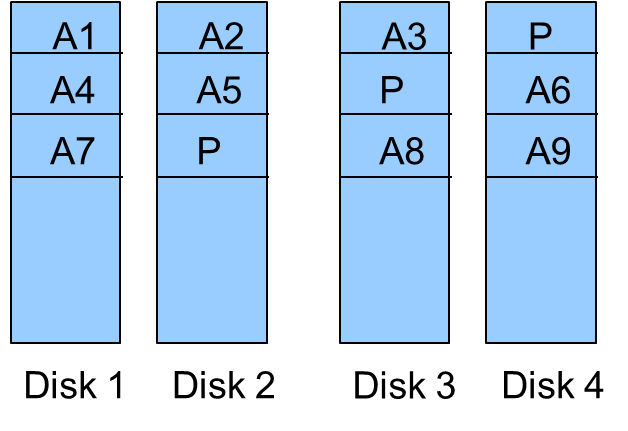 A1 A2 A3 P
A4 A5 P A6
A7 P A8 A9
Disk 1 Disk 2 Disk 3 Disk 4